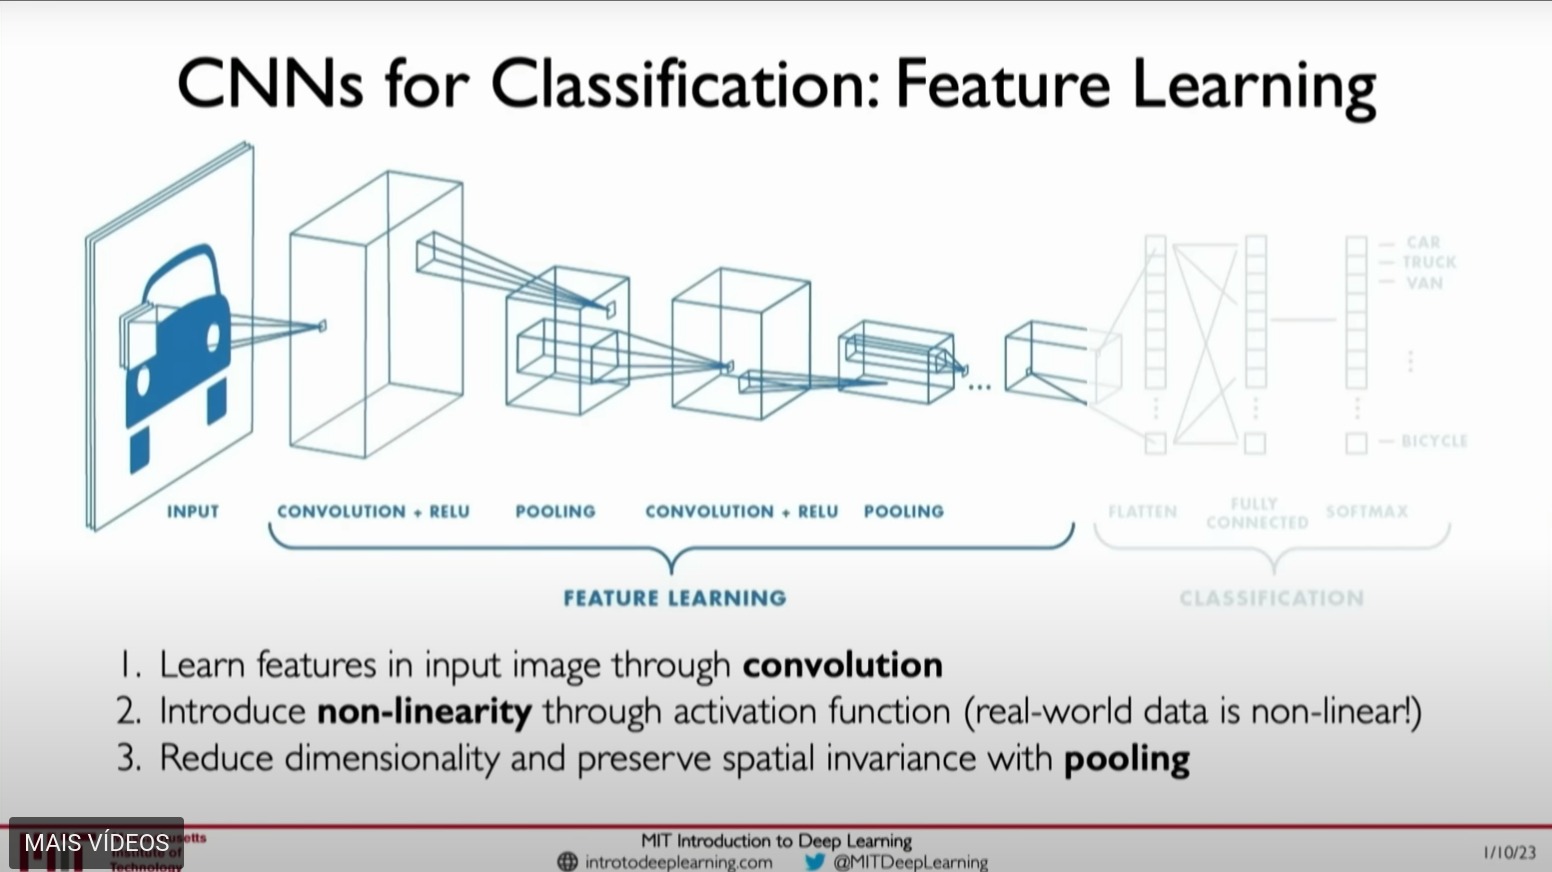 CNNs for Classification: Feature Learning
CAR
TRUCK
VAN
BICYCLE
INPUT
CONVOLUTION + RELU
POOLING
CONVOLUTION + RELU
POOLING
FLATTEN
FULLY
CONNECTED
SOFTMAX
FEATURE LEARNING
CLASSIFICATION
1. Learn features in input image through convolution
2. Introduce non-linearity through activation function (real-world data is non-linear!)
3. Reduce dimensionality and preserve spatial invariance with pooling
MAIS VÍDEOS
Institute of
Technology
MIT Introduction to Deep Learning
introtodeeplearning.com @MITDeepLearning
1/10/23